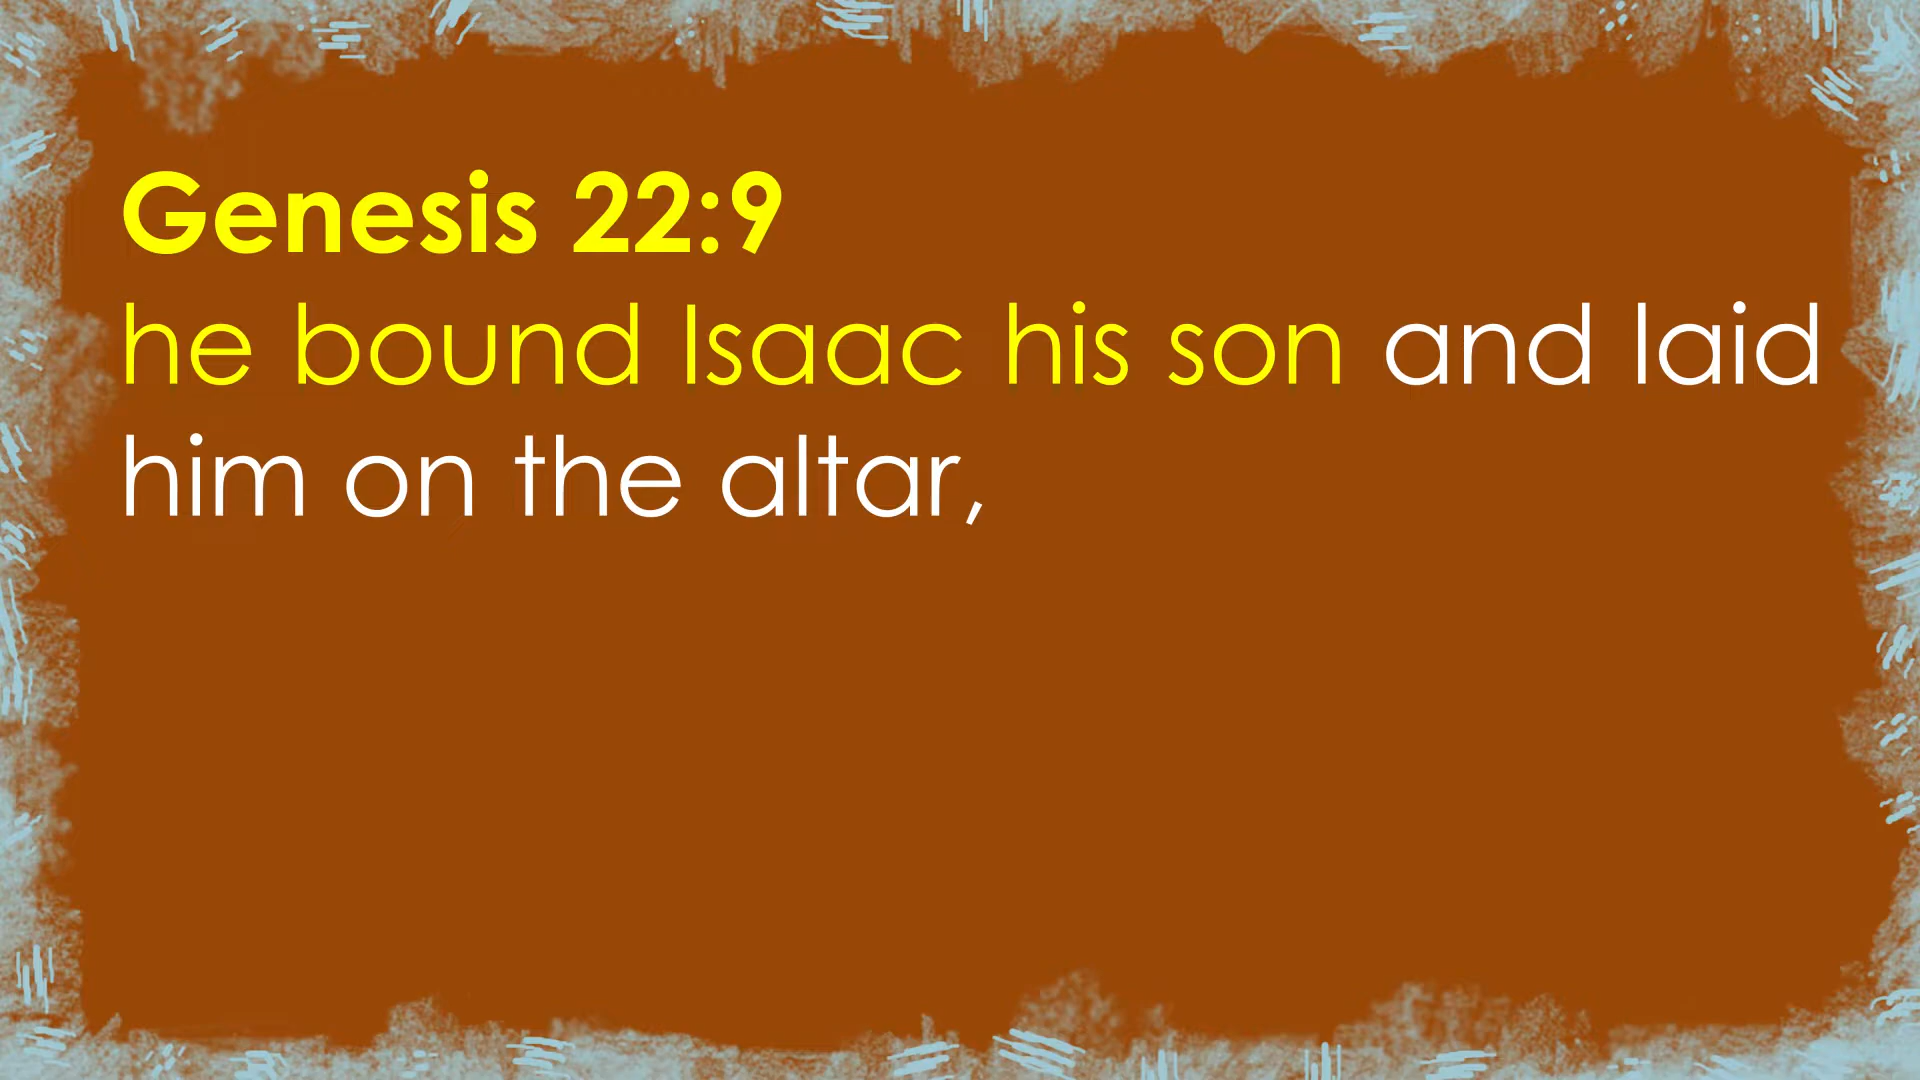 Genesis 22:9
he bound Isaac his son and laid
him on the altar,